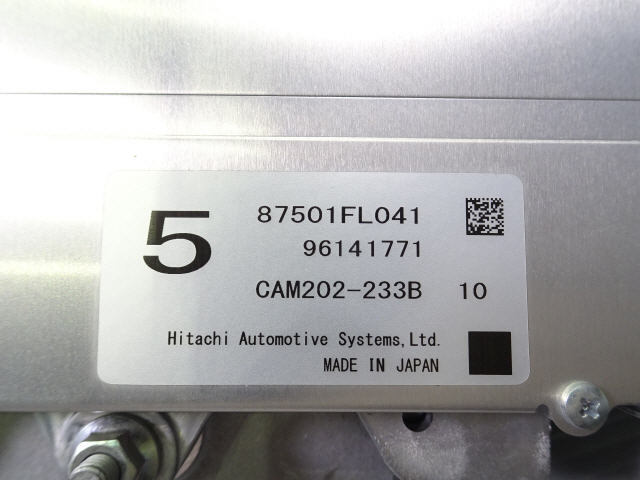 5
87501FL041
96141771
CAM202-233B 10
Hitachi Automotive Systems,Ltd.
MADE IN JAPAN